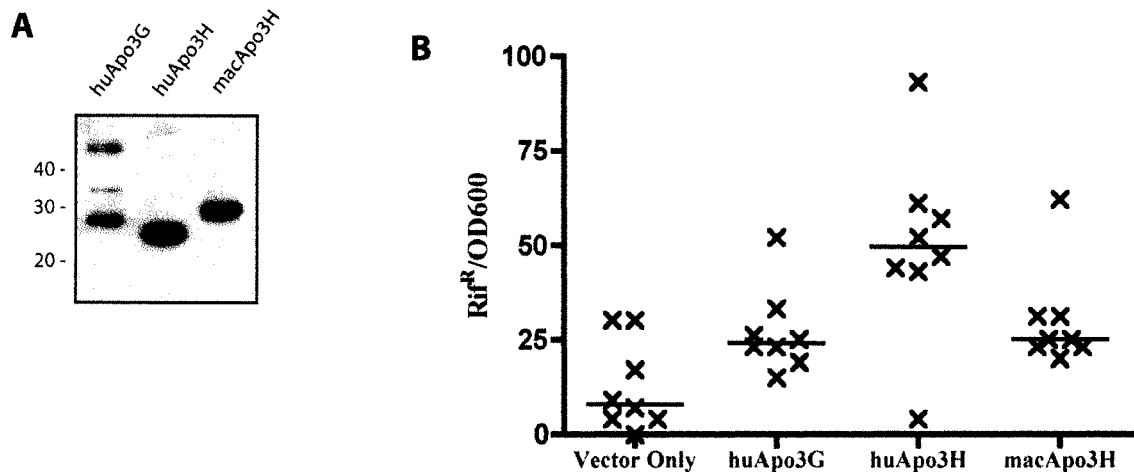 A
huApo3G
huApo3H
macApo3H
40 -
30 -
20 -
B
100
75
50
25
0
Rif^R/OD600
Vector Only
huApo3G
huApo3H
macApo3H